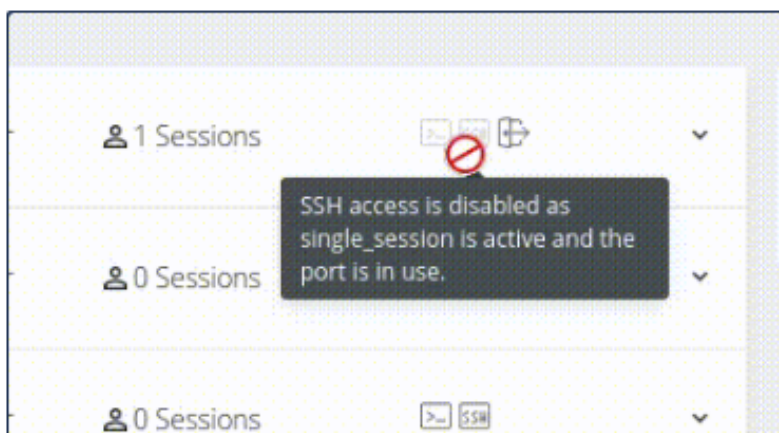 1 Sessions
SSH access is disabled as
single_session is active and the
port is in use.
0 Sessions
0 Sessions >_ SSH